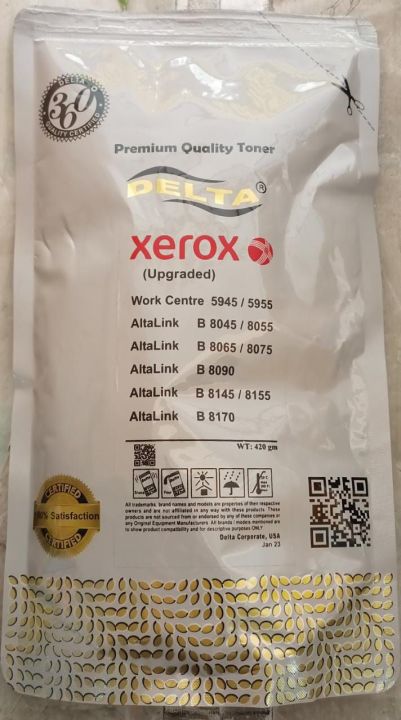 DELTA
360
QUALITY CERTIFIED
Premium Quality Toner
DELTA®
xerox
(Upgraded)
Work Centre 5945 / 5955
AltaLink B 8045 / 8055
AltaLink B 8065 / 8075
AltaLink B 8090
AltaLink B 8145 / 8155
AltaLink B 8170
WT: 420 gm
CERTIFIED
Satisfaction
CERTIFIED
All trademarks, brand names and models are properties of their respective
owners and are not affiliated in any way with these products. These
products are not sourced from or endorsed by any of these companies or
any Original Equipment Manufacturers. All brands / models mentioned are
to show product compatibility and for descriptive purposes ONLY
Delta Corporate, USA
Jan 23